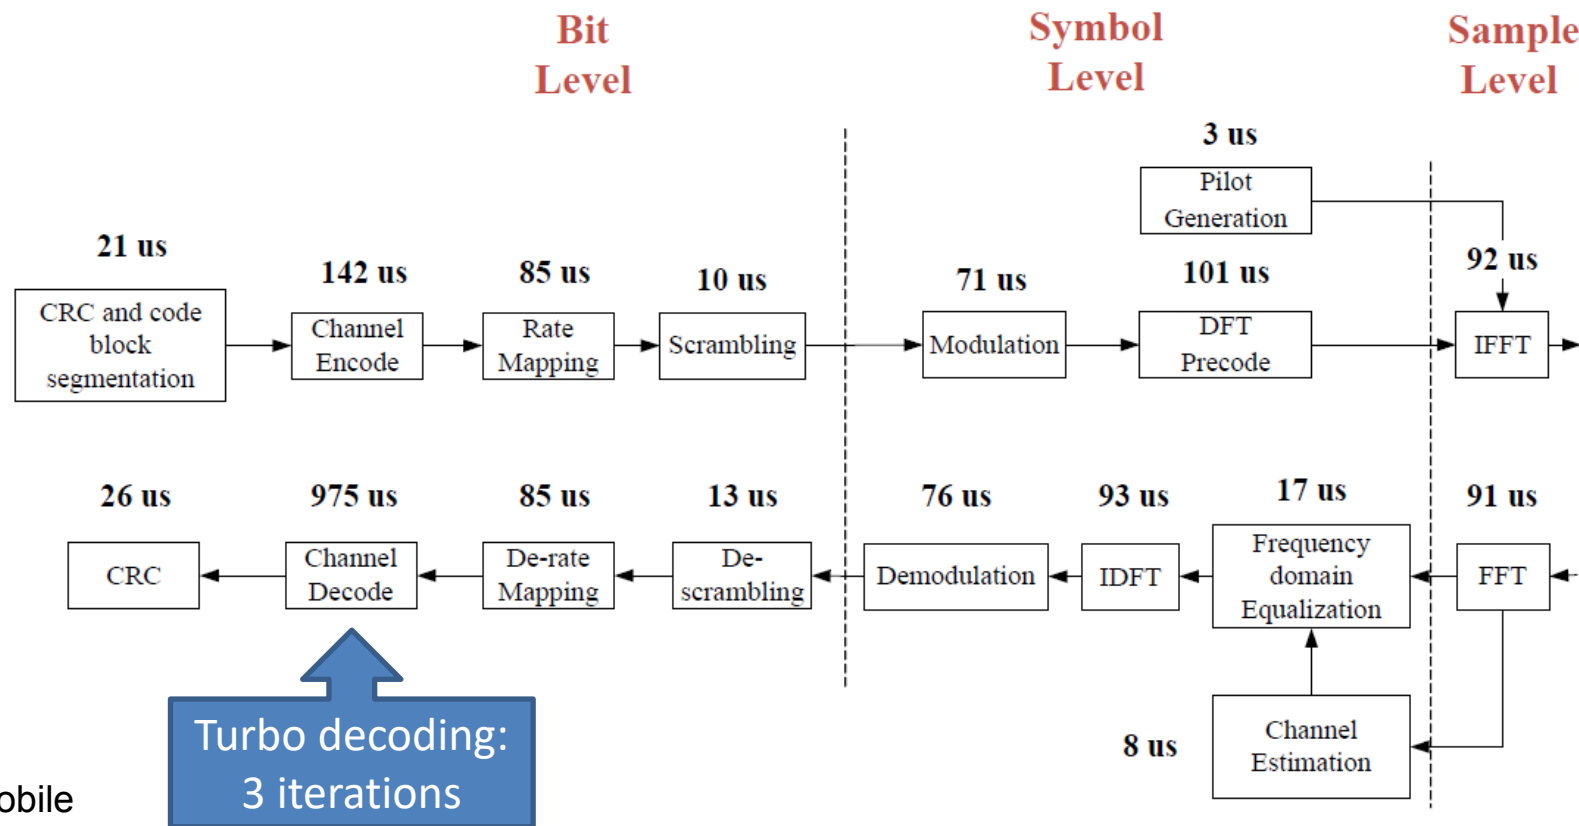 Bit
Level
Symbol
Level
Sample
Level
3 us
Pilot
Generation
21 us
142 us
85 us
10 us
71 us
101 us
92 us
CRC and code
block
segmentation
Channel
Encode
Rate
Mapping
Scrambling
Modulation
DFT
Precode
IFFT
26 us
975 us
85 us
13 us
76 us
93 us
17 us
91 us
CRC
Channel
Decode
De-rate
Mapping
De-
scrambling
Demodulation
IDFT
Frequency
domain
Equalization
FFT
Turbo decoding:
3 iterations
8 us
Channel
Estimation
obile